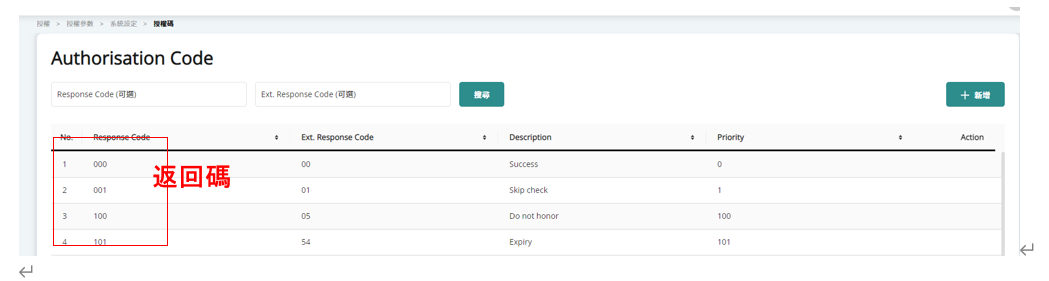 授權 > 授權參數 > 系統設定 > 授權碼
Authorisation Code
Response Code (可選) Ext. Response Code (可選) 搜尋 + 新增
No. Response Code Ext. Response Code Description Priority Action
1 000 00 Success 0
返回碼
2 001 01 Skip check 1
3 100 05 Do not honor 100
4 101 54 Expiry 101